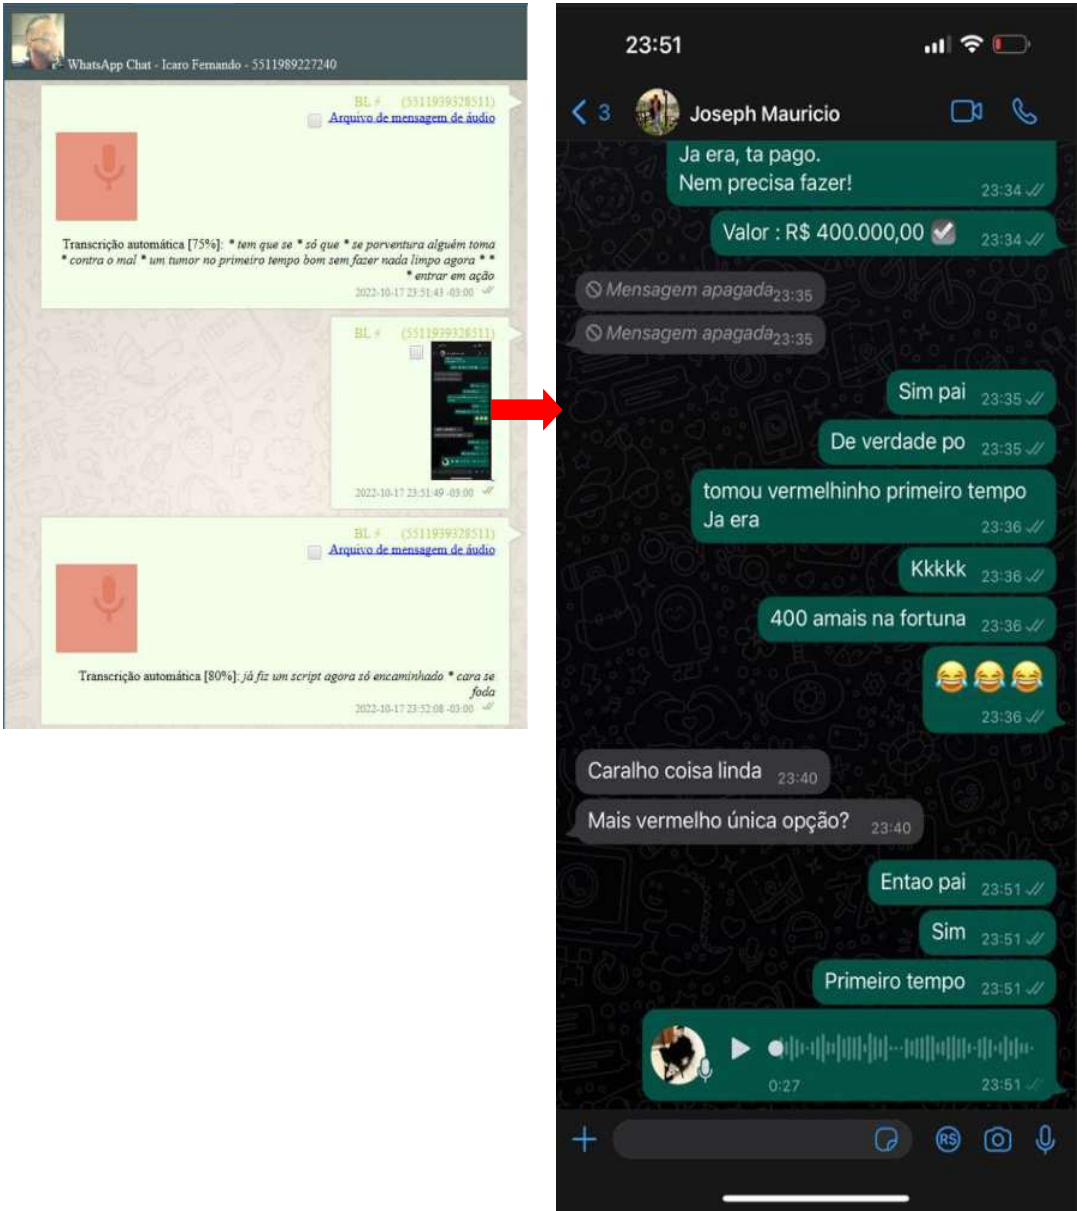 WhatsApp Chat - Icaro Fernando - 5511989227240
BL⚡ (5511939328511)
Arquivo de mensagem de áudio
Transcrição automática [75%]: * tem que se * só que * se porventura alguém toma
* contra o mal * um tumor no primeiro tempo bom sem fazer nada limpo agora * *
* entrar em ação
2022-10-17 23:51:43 -03:00
BL⚡ (5511939328511)
2022-10-17 23:51:49 -03:00
BL⚡ (5511939328511)
Arquivo de mensagem de áudio
Transcrição automática [80%]: já fiz um script agora só encaminhado * cara se
foda
2022-10-17 23:52:08 -03:00
23:51
3
Joseph Mauricio
Ja era, ta pago.
Nem precisa fazer!
23:34
Valor : R$ 400.000,00 ✅ 23:34
Mensagem apagada 23:35
Mensagem apagada 23:35
Sim pai 23:35
De verdade po 23:35
tomou vermelhinho primeiro tempo
Ja era 23:36
Kkkkk 23:36
400 amais na fortuna 23:36
😂😂😂
23:36
Caralho coisa linda 23:40
Mais vermelho única opção? 23:40
Entao pai 23:51
Sim 23:51
Primeiro tempo 23:51
0:27 23:51
R$